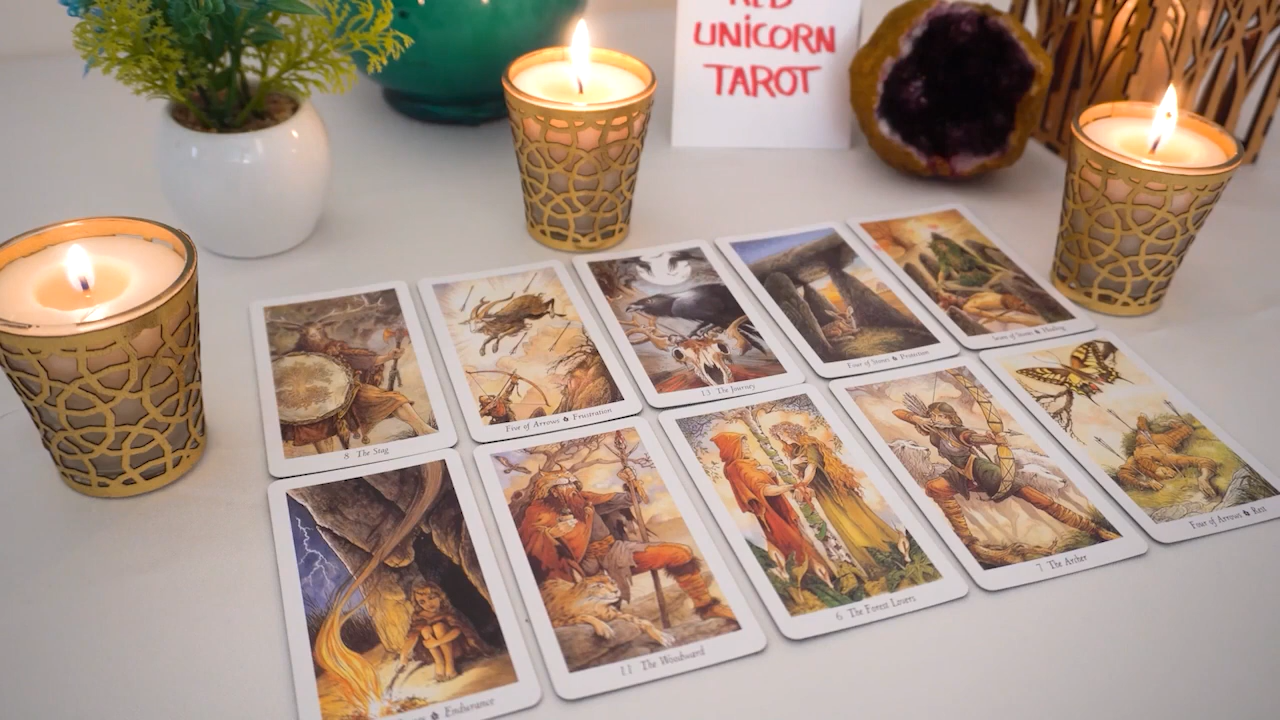 RED
UNICORN
TAROT
8 The Stag
Five of Arrows Frustration
13 The Journey
Four of Stones Protection
Seven of Stones Healing
Endurance
11 The Woodward
6 The Forest Lovers
7 The Archer
Four of Arrows Rest